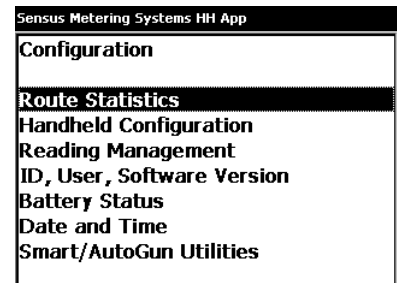 Sensus Metering Systems HH App
Configuration
Route Statistics
Handheld Configuration
Reading Management
ID, User, Software Version
Battery Status
Date and Time
Smart/AutoGun Utilities